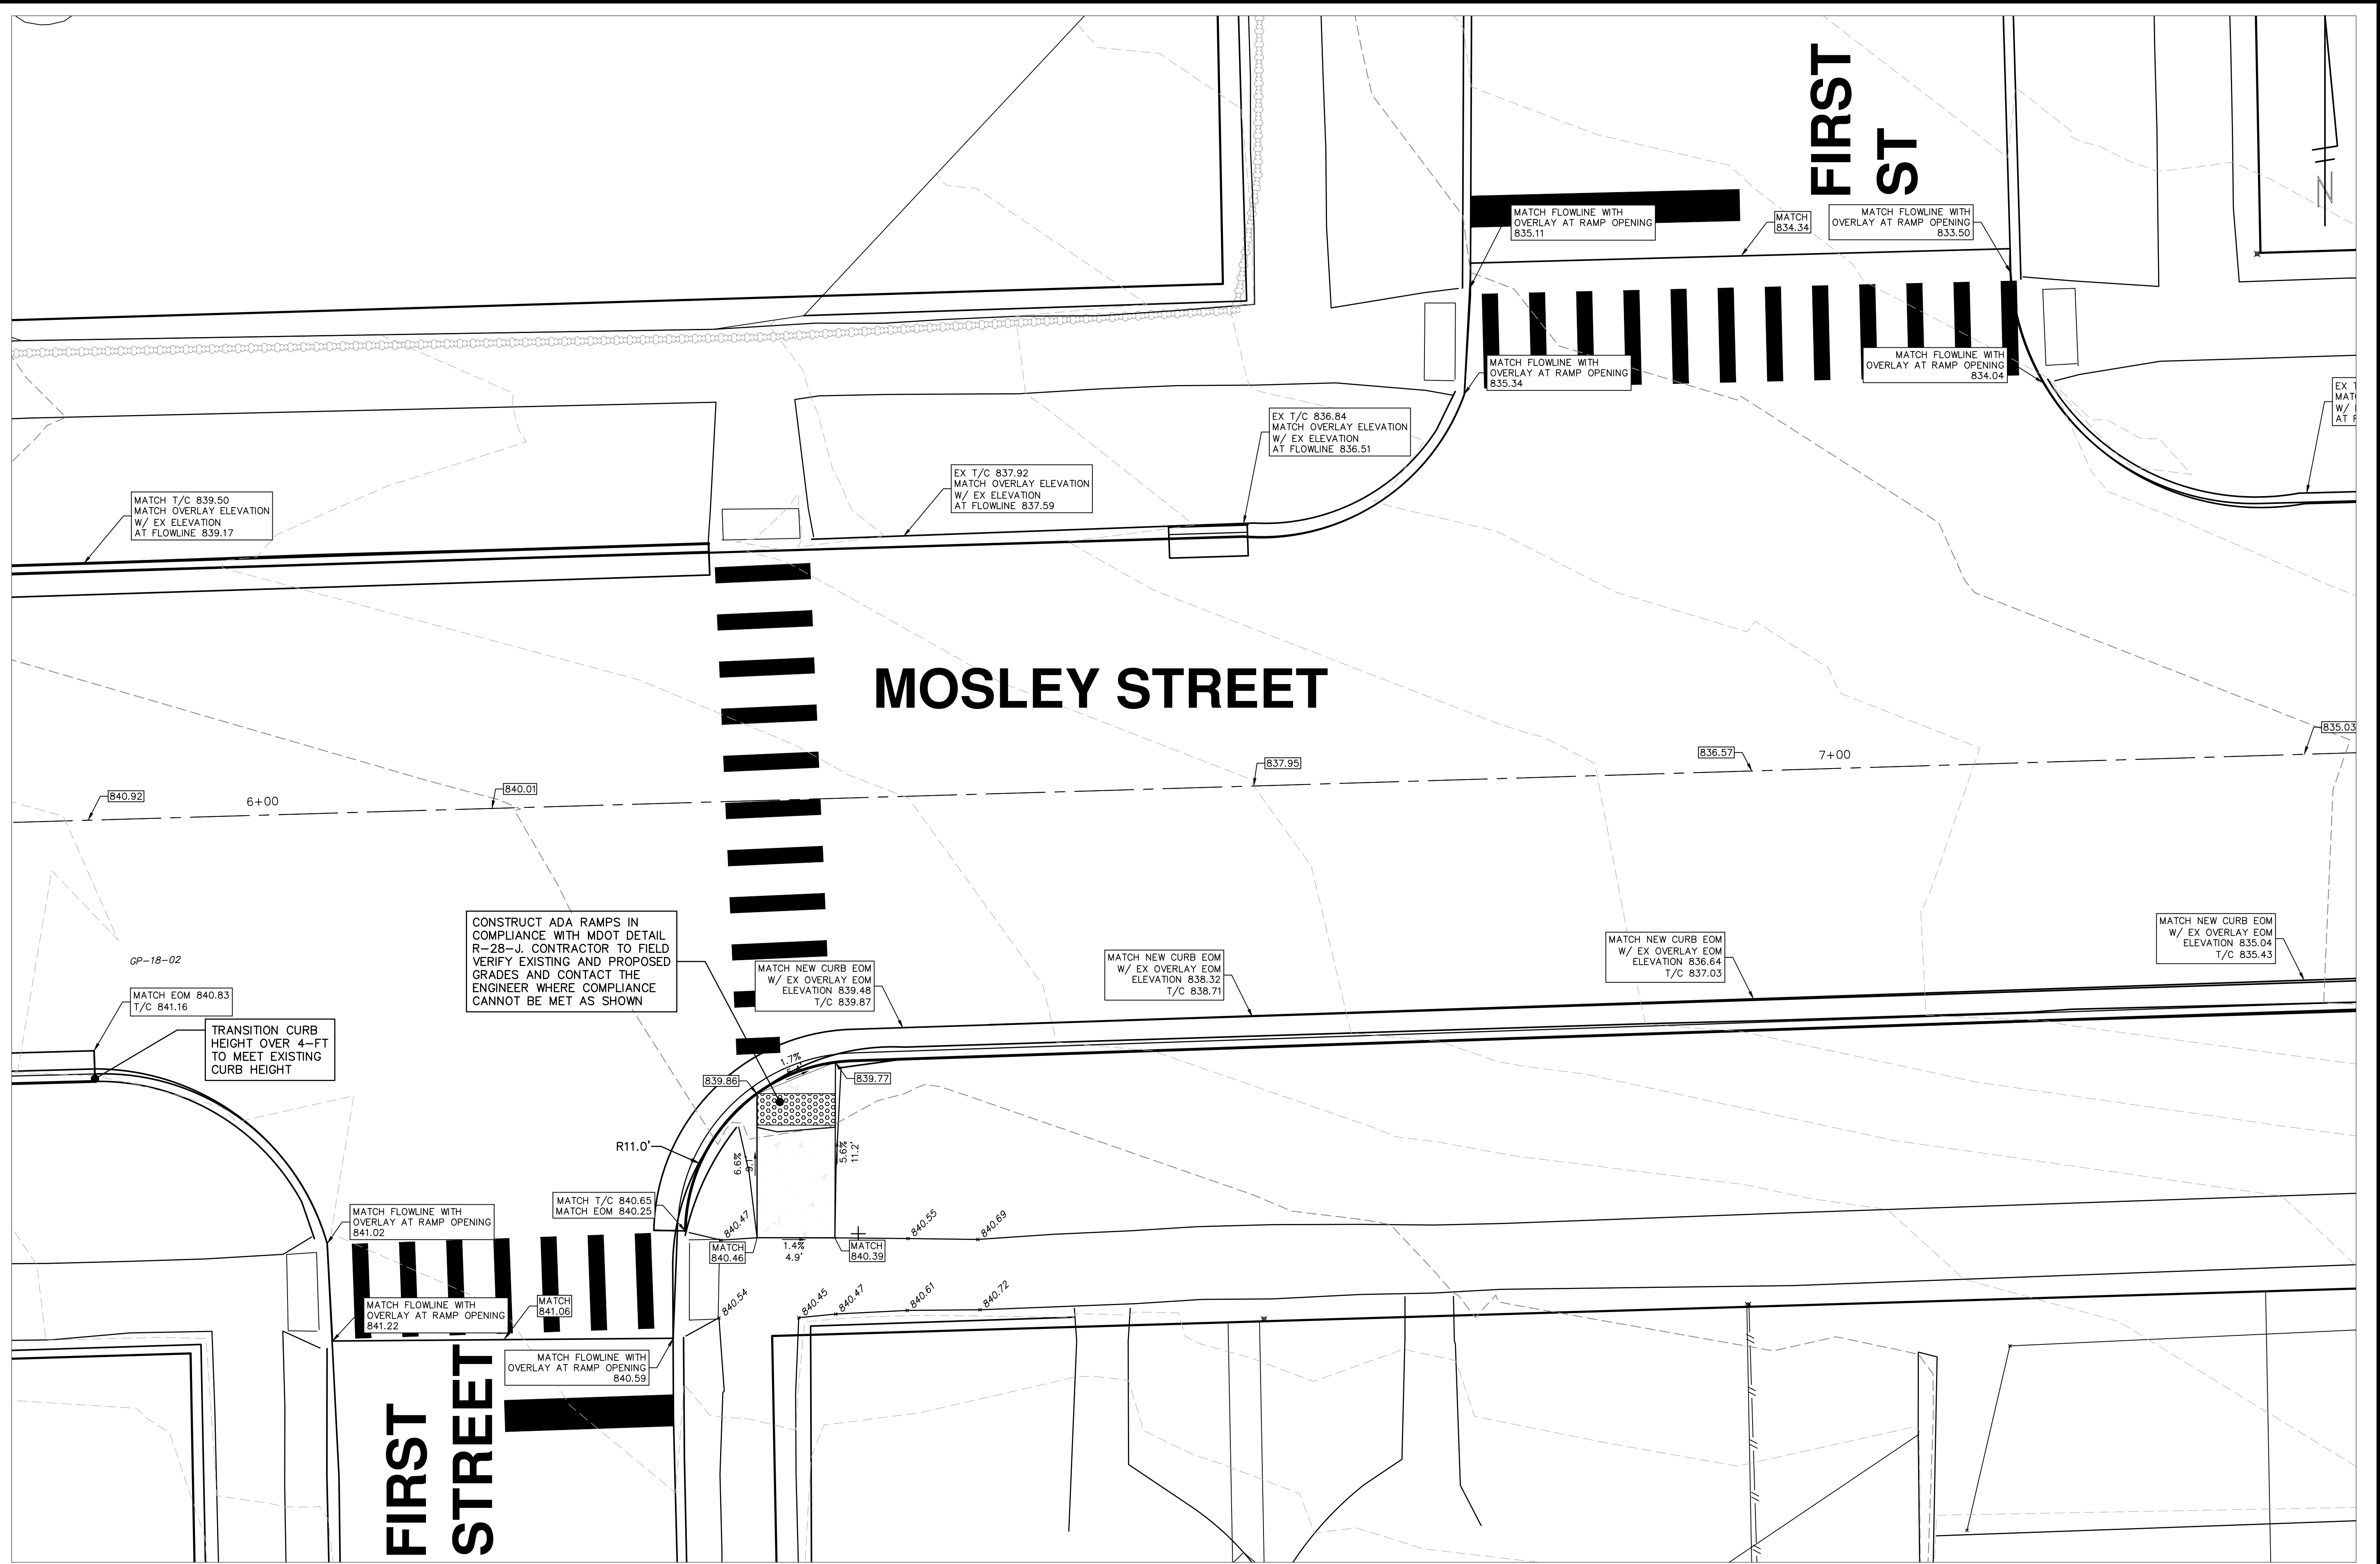 FIRST
ST
N
MATCH FLOWLINE WITH
OVERLAY AT RAMP OPENING
835.11
MATCH
834.34
MATCH FLOWLINE WITH
OVERLAY AT RAMP OPENING
833.50
MATCH FLOWLINE WITH
OVERLAY AT RAMP OPENING
835.34
MATCH FLOWLINE WITH
OVERLAY AT RAMP OPENING
834.04
EX T/C 836.84
MATCH OVERLAY ELEVATION
W/ EX ELEVATION
AT FLOWLINE 836.51
EX
W/
EX T/C 837.92
MATCH OVERLAY ELEVATION
W/ EX ELEVATION
AT FLOWLINE 837.59
MATCH T/C 839.50
MATCH OVERLAY ELEVATION
W/ EX ELEVATION
AT FLOWLINE 839.17
MOSLEY STREET
840.92
6+00
840.01
837.95
836.57
7+00
835.03
CONSTRUCT ADA RAMPS IN
COMPLIANCE WITH MDOT DETAIL
R-28-J. CONTRACTOR TO FIELD
VERIFY EXISTING AND PROPOSED
GRADES AND CONTACT THE
ENGINEER WHERE COMPLIANCE
CANNOT BE MET AS SHOWN
MATCH NEW CURB EOM
W/ EX OVERLAY EOM
ELEVATION 839.48
T/C 839.87
MATCH NEW CURB EOM
W/ EX OVERLAY EOM
ELEVATION 838.32
T/C 838.71
MATCH NEW CURB EOM
W/ EX OVERLAY EOM
ELEVATION 836.64
T/C 837.03
MATCH NEW CURB EOM
W/ EX OVERLAY EOM
ELEVATION 835.04
T/C 835.43
GP-18-02
MATCH EOM 840.83
T/C 841.16
TRANSITION CURB
HEIGHT OVER 4-FT
TO MEET EXISTING
CURB HEIGHT
1.7%
839.86
839.77
R11.0'
6.6%
9.1'
5.6%
11.2'
MATCH T/C 840.65
MATCH EOM 840.25
MATCH FLOWLINE WITH
OVERLAY AT RAMP OPENING
841.02
840.47
840.55
840.69
MATCH
840.46
1.4%
4.9'
MATCH
840.39
MATCH FLOWLINE WITH
OVERLAY AT RAMP OPENING
841.22
MATCH
841.06
840.54
840.45
840.47
840.61
840.72
MATCH FLOWLINE WITH
OVERLAY AT RAMP OPENING
840.59
FIRST
STREET